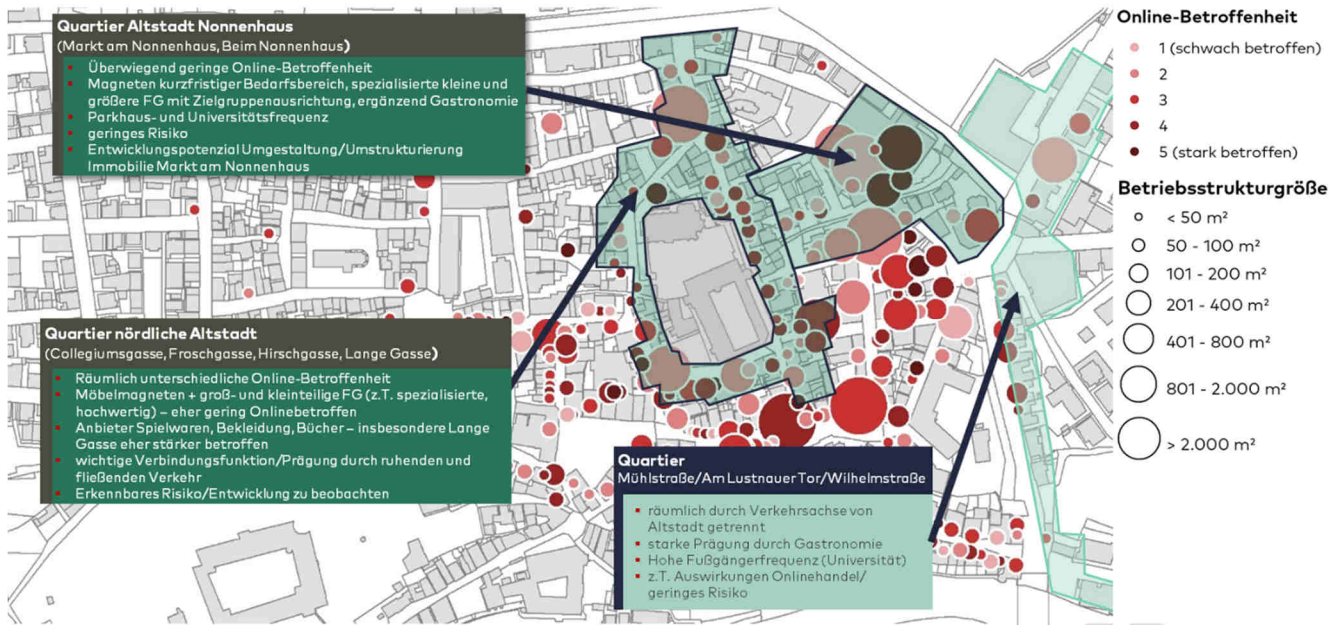 Quartier Altstadt Nonnenhaus
(Markt am Nonnenhaus, Beim Nonnenhaus)
Überwiegend geringe Online-Betroffenheit
Magneten kurzfristiger Bedarfsbereich, spezialisierte kleine und
größere FG mit Zielgruppenausrichtung, ergänzend Gastronomie
Parkhaus- und Universitätsfrequenz
geringes Risiko
Entwicklungspotenzial Umgestaltung/Umstrukturierung
Immobilie Markt am Nonnenhaus
Quartier nördliche Altstadt
(Collegiumsgasse, Froschgasse, Hirschgasse, Lange Gasse)
Räumlich unterschiedliche Online-Betroffenheit
Möbelmagneten + groß- und kleinteilige FG (z.T. spezialisierte,
hochwertig) – eher gering Onlinebetroffen
Anbieter Spielwaren, Bekleidung, Bücher – insbesondere Lange
Gasse eher stärker betroffen
wichtige Verbindungsfunktion/Prägung durch ruhenden und
fließenden Verkehr
Erkennbares Risiko/Entwicklung zu beobachten
Quartier
Mühlstraße/Am Lustnauer Tor/Wilhelmstraße
räumlich durch Verkehrsachse von
Altstadt getrennt
starke Prägung durch Gastronomie
Hohe Fußgängerfrequenz (Universität)
z.T. Auswirkungen Onlinehandel/
geringes Risiko
Online-Betroffenheit
1 (schwach betroffen)
2
3
4
5 (stark betroffen)
Betriebsstrukturgröße
< 50 m²
50 - 100 m²
101 - 200 m²
201 - 400 m²
401 - 800 m²
801 - 2.000 m²
> 2.000 m²